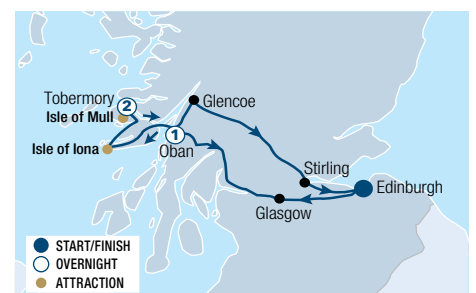 Tobermory
2
Isle of Mull
Glencoe
Isle of Iona
1
Oban
Stirling
Edinburgh
Glasgow
START/FINISH
OVERNIGHT
ATTRACTION